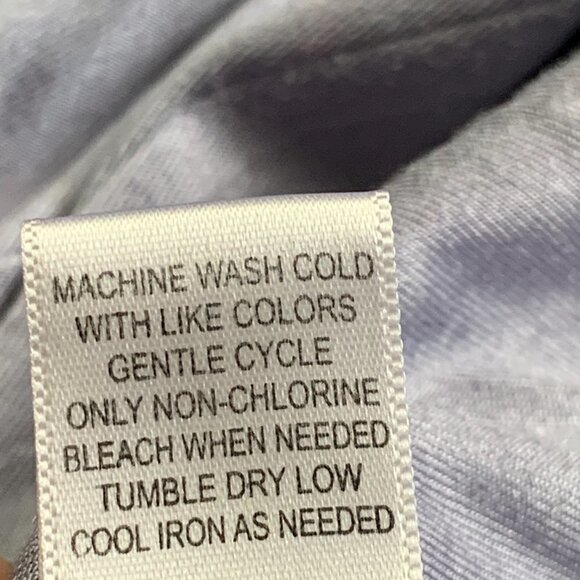 MACHINE WASH COLD
WITH LIKE COLORS
GENTLE CYCLE
ONLY NON-CHLORINE
BLEACH WHEN NEEDED
TUMBLE DRY LOW
COOL IRON AS NEEDED